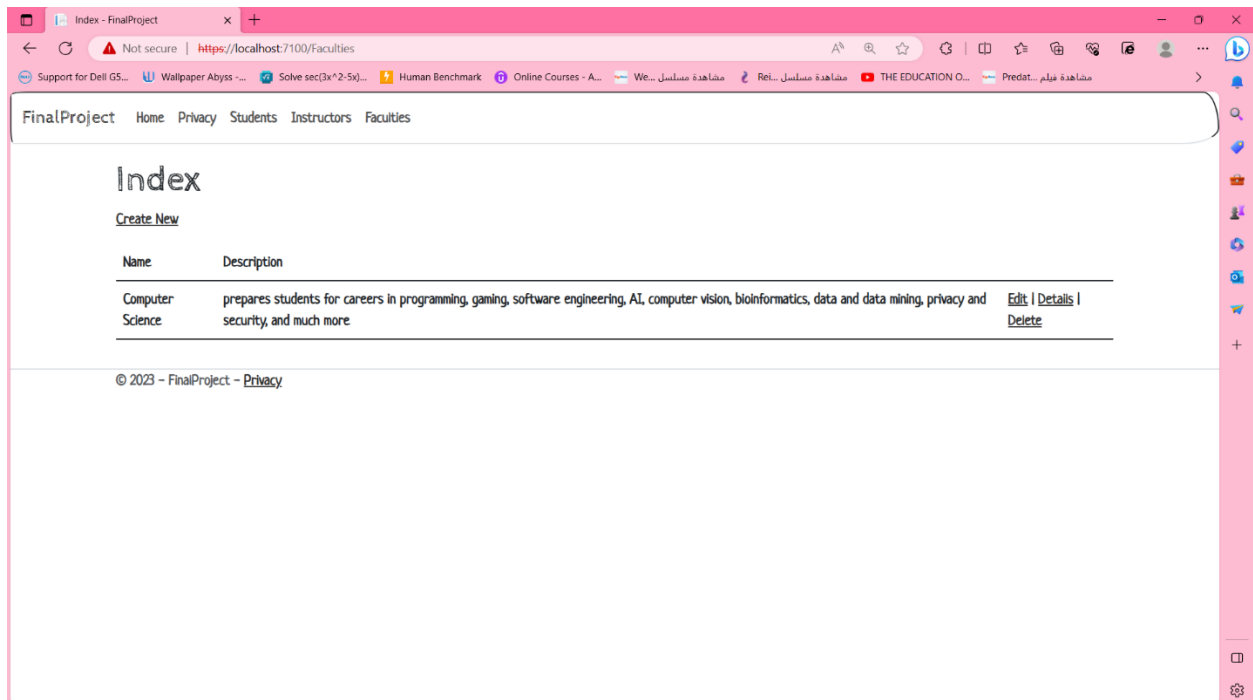 Index - FinalProject
Not secure | https://localhost:7100/Faculties
Support for Dell G5... Wallpaper Abyss -... Solve sec(3x^2-5x)... Human Benchmark Online Courses - A... We... مشاهدة مسلسل Rei... مشاهدة مسلسل THE EDUCATION O... Predat... مشاهدة فيلم
FinalProject Home Privacy Students Instructors Faculties
Index
Create New
Name Description
Computer Science prepares students for careers in programming, gaming, software engineering, AI, computer vision, bioinformatics, data and data mining, privacy and security, and much more Edit | Details | Delete
© 2023 - FinalProject - Privacy